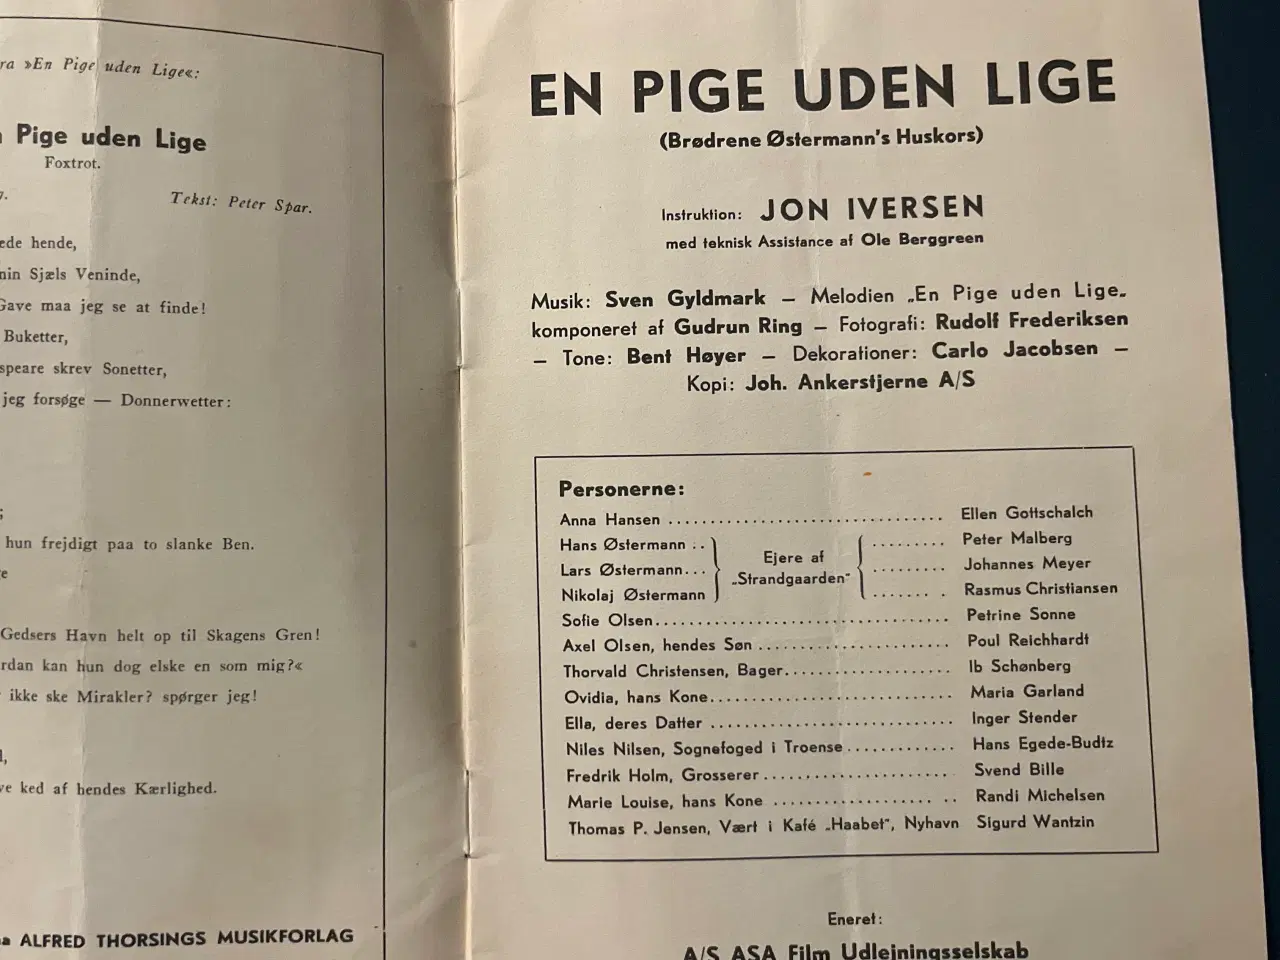 »En Pige uden Lige«:
Pige uden Lige
Foxtrot.
Tekst: Peter Spar.
hende,
Sjæls Veninde,
maa jeg se at finde!
Buketter,
skrev Sonetter,
jeg forsøge — Donnerwetter:
hun frejdigt paa to slanke Ben.
Gedsers Havn helt op til Skagens Gren!
kan hun dog elske en som mig?«
ikke ske Mirakler? spørger jeg!
ked af hendes Kærlighed.
ALFRED THORSINGS MUSIKFORLAG
EN PIGE UDEN LIGE
(Brødrene Østermann's Huskors)
Instruktion: JON IVERSEN
med teknisk Assistance af Ole Berggreen
Musik: Sven Gyldmark — Melodien „En Pige uden Lige„
komponeret af Gudrun Ring — Fotografi: Rudolf Frederiksen
— Tone: Bent Høyer — Dekorationer: Carlo Jacobsen —
Kopi: Joh. Ankerstjerne A/S
Personerne:
Anna Hansen ................................ Ellen Gottschalch
Hans Østermann .. ......... Peter Malberg
Ejere af
Lars Østermann... ......... Johannes Meyer
„Strandgaarden"
Nikolaj Østermann ....... . Rasmus Christiansen
Sofie Olsen.................................. Petrine Sonne
Axel Olsen, hendes Søn ...................... Poul Reichhardt
Thorvald Christensen, Bager................... Ib Schønberg
Ovidia, hans Kone............................ Maria Garland
Ella, deres Datter ............................ Inger Stender
Niles Nilsen, Sognefoged i Troense............. Hans Egede-Budtz
Fredrik Holm, Grosserer...................... Svend Bille
Marie Louise, hans Kone ................... .. Randi Michelsen
Thomas P. Jensen, Vært i Kafé „Haabet", Nyhavn Sigurd Wantzin
Eneret:
A/S ASA Film Udlejningsselskab